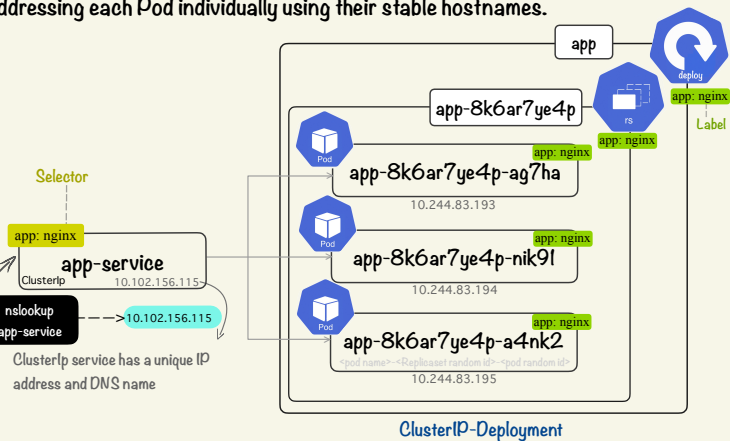 ddressing each Pod individually using their stable hostnames.
app
deploy
app: nginx
Label
app-8k6ar7ye4p
rs
app: nginx
Pod
app: nginx
app-8k6ar7ye4p-ag7ha
10.244.83.193
Selector
app: nginx
app-service
ClusterIp
10.102.156.115
Pod
app: nginx
app-8k6ar7ye4p-nik9l
10.244.83.194
nslookup
app-service
10.102.156.115
Pod
app: nginx
app-8k6ar7ye4p-a4nk2
<pod name>-<Replicaset random id>-<pod random id>
10.244.83.195
ClusterIp service has a unique IP
address and DNS name
ClusterIP-Deployment